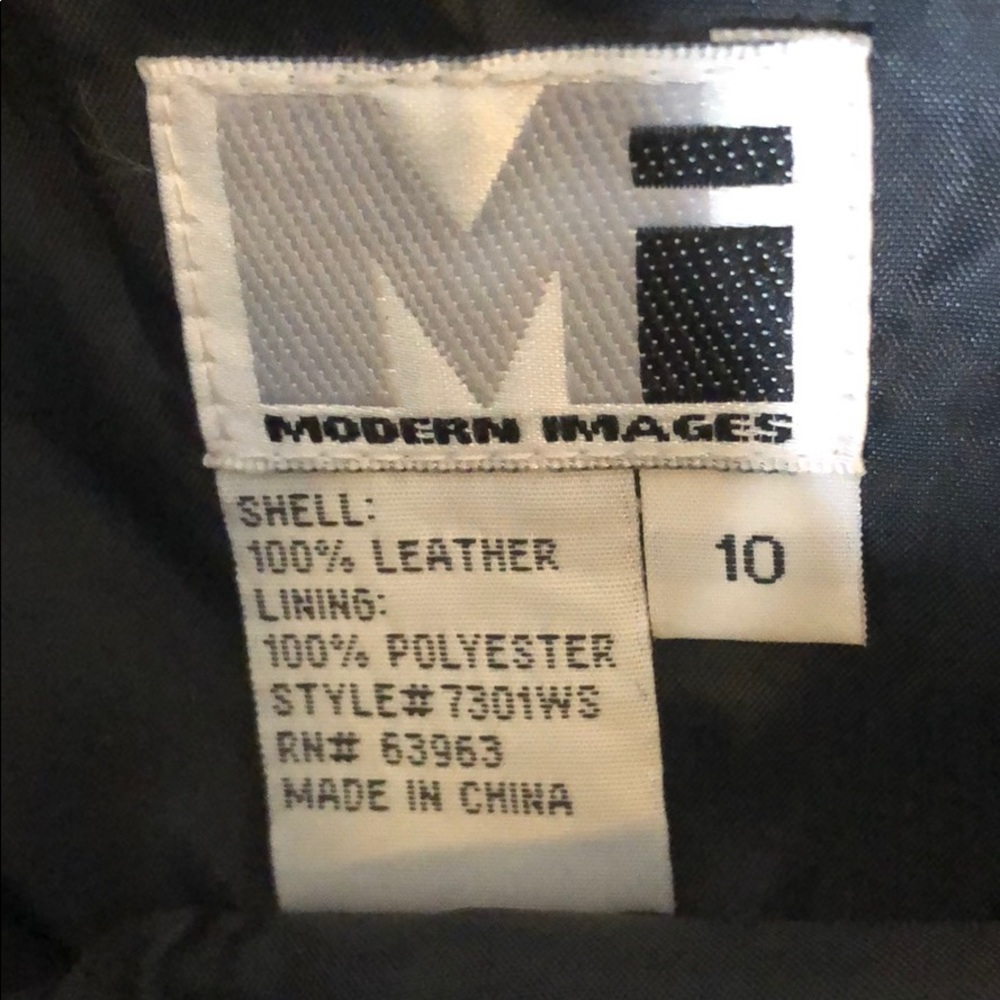 Mi
MODERN IMAGES
SHELL:
100% LEATHER
LINING:
100% POLYESTER
STYLE# 7301WS
RN# 63963
MADE IN CHINA
10